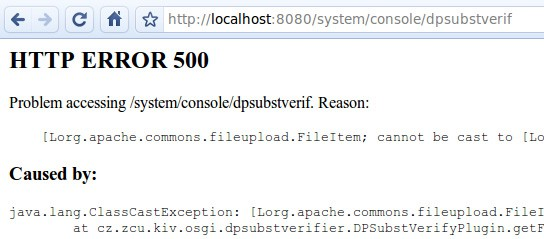 http://localhost:8080/system/console/dpsubstverif
HTTP ERROR 500
Problem accessing /system/console/dpsubstverif. Reason:
[Lorg.apache.commons.fileupload.FileItem; cannot be cast to [Lo
Caused by:
java.lang.ClassCastException: [Lorg.apache.commons.fileupload.FileI
at cz.zcu.kiv.osgi.dpsubstverifier.DPSubstVerifyPlugin.getF